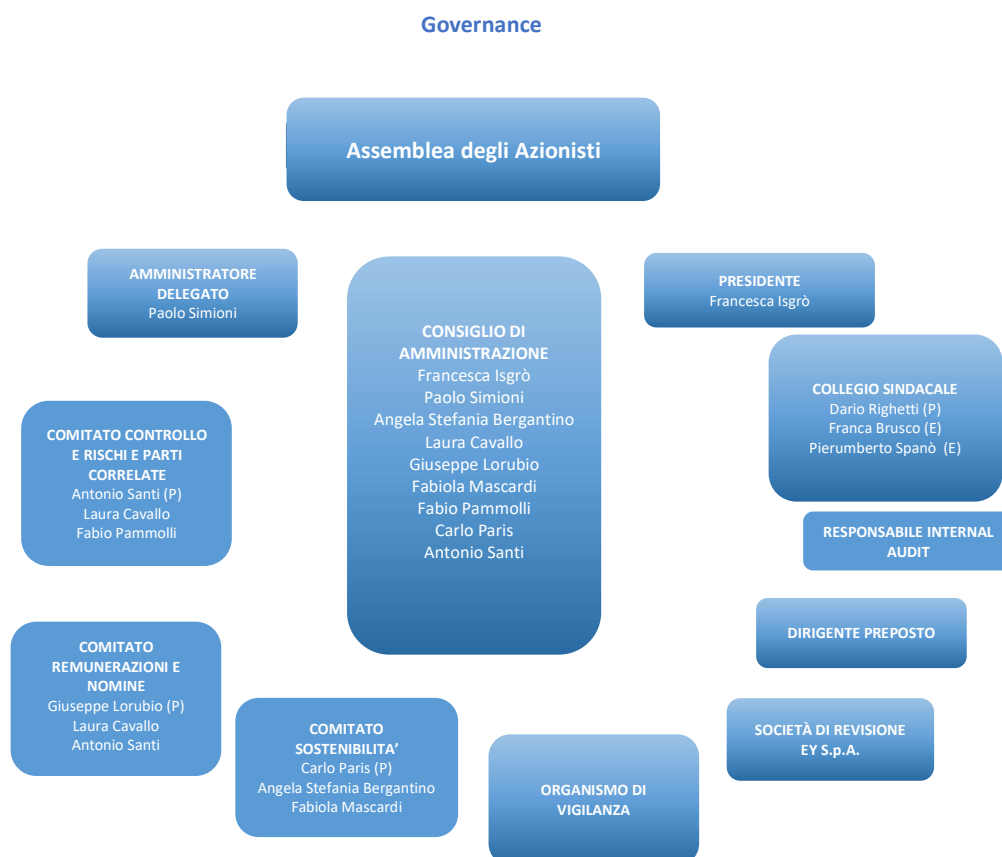 Governance
Assemblea degli Azionisti
AMMINISTRATORE
DELEGATO
Paolo Simioni
CONSIGLIO DI
AMMINISTRAZIONE
Francesca Isgrò
Paolo Simioni
Angela Stefania Bergantino
Laura Cavallo
Giuseppe Lorubio
Fabiola Mascardi
Fabio Pammolli
Carlo Paris
Antonio Santi
PRESIDENTE
Francesca Isgrò
COLLEGIO SINDACALE
Dario Righetti (P)
Franca Brusco (E)
Pierumberto Spanò (E)
COMITATO CONTROLLO
E RISCHI E PARTI
CORRELATE
Antonio Santi (P)
Laura Cavallo
Fabio Pammolli
RESPONSABILE INTERNAL
AUDIT
DIRIGENTE PREPOSTO
COMITATO
REMUNERAZIONI E
NOMINE
Giuseppe Lorubio (P)
Laura Cavallo
Antonio Santi
COMITATO
SOSTENIBILITA’
Carlo Paris (P)
Angela Stefania Bergantino
Fabiola Mascardi
SOCIETÀ DI REVISIONE
EY S.p.A.
ORGANISMO DI
VIGILANZA